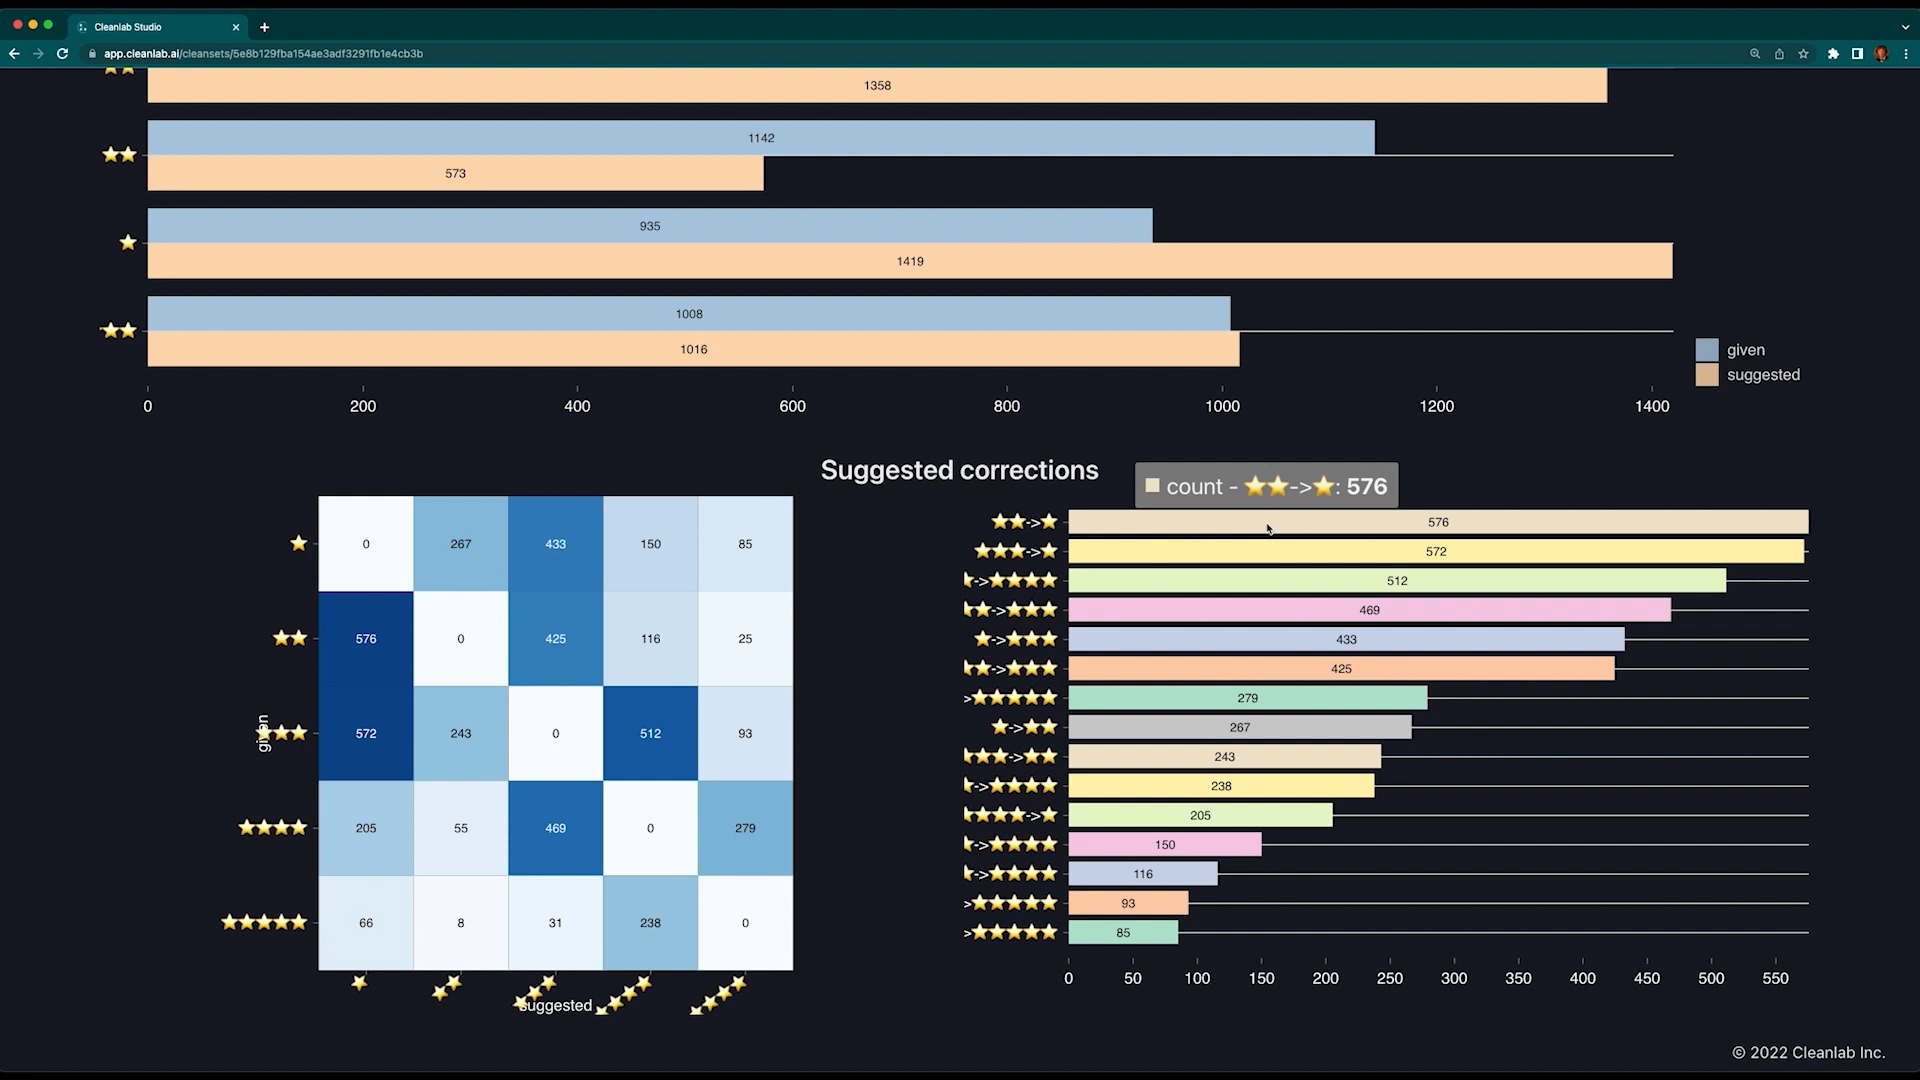 Cleanlab Studio
app.cleanlab.ai/cleansets/5e8b129fba154ae3adf3291fb1e4cb3b
1358
⭐⭐
1142
573
⭐
935
1419
⭐⭐
1008
1016
given
suggested
0 200 400 600 800 1000 1200 1400
Suggested corrections
count - ⭐⭐->⭐: 576
given
⭐ 0 267 433 150 85
⭐⭐ 576 0 425 116 25
⭐⭐⭐ 572 243 0 512 93
⭐⭐⭐⭐ 205 55 469 0 279
⭐⭐⭐⭐⭐ 66 8 31 238 0
suggested
⭐⭐->⭐ 576
⭐⭐⭐->⭐ 572
->⭐⭐⭐⭐ 512
⭐->⭐⭐⭐ 469
⭐->⭐⭐⭐ 433
⭐->⭐⭐⭐ 425
>⭐⭐⭐⭐⭐ 279
⭐->⭐⭐ 267
⭐⭐->⭐⭐ 243
->⭐⭐⭐⭐ 238
⭐⭐⭐->⭐ 205
->⭐⭐⭐⭐ 150
->⭐⭐⭐⭐ 116
>⭐⭐⭐⭐⭐ 93
>⭐⭐⭐⭐⭐ 85
0 50 100 150 200 250 300 350 400 450 500 550
© 2022 Cleanlab Inc.